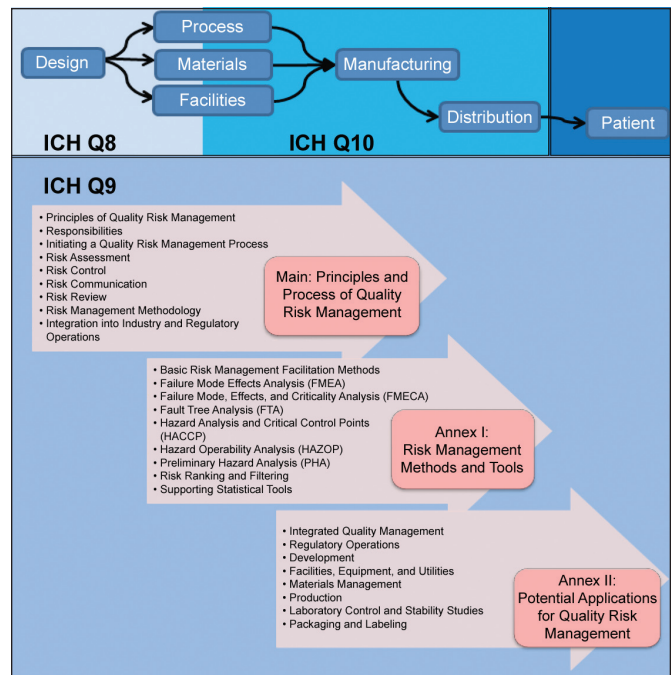 Process
Design
Materials
Manufacturing
Facilities
Distribution
Patient
ICH Q8
ICH Q10
ICH Q9
• Principles of Quality Risk Management
• Responsibilities
• Initiating a Quality Risk Management Process
• Risk Assessment
• Risk Control
• Risk Communication
• Risk Review
• Risk Management Methodology
• Integration into Industry and Regulatory
Operations
Main: Principles and
Process of Quality
Risk Management
• Basic Risk Management Facilitation Methods
• Failure Mode Effects Analysis (FMEA)
• Failure Mode, Effects, and Criticality Analysis (FMECA)
• Fault Tree Analysis (FTA)
• Hazard Analysis and Critical Control Points
(HACCP)
• Hazard Operability Analysis (HAZOP)
• Preliminary Hazard Analysis (PHA)
• Risk Ranking and Filtering
• Supporting Statistical Tools
Annex I:
Risk Management
Methods and Tools
• Integrated Quality Management
• Regulatory Operations
• Development
• Facilities, Equipment, and Utilities
• Materials Management
• Production
• Laboratory Control and Stability Studies
• Packaging and Labeling
Annex II:
Potential Applications
for Quality Risk
Management